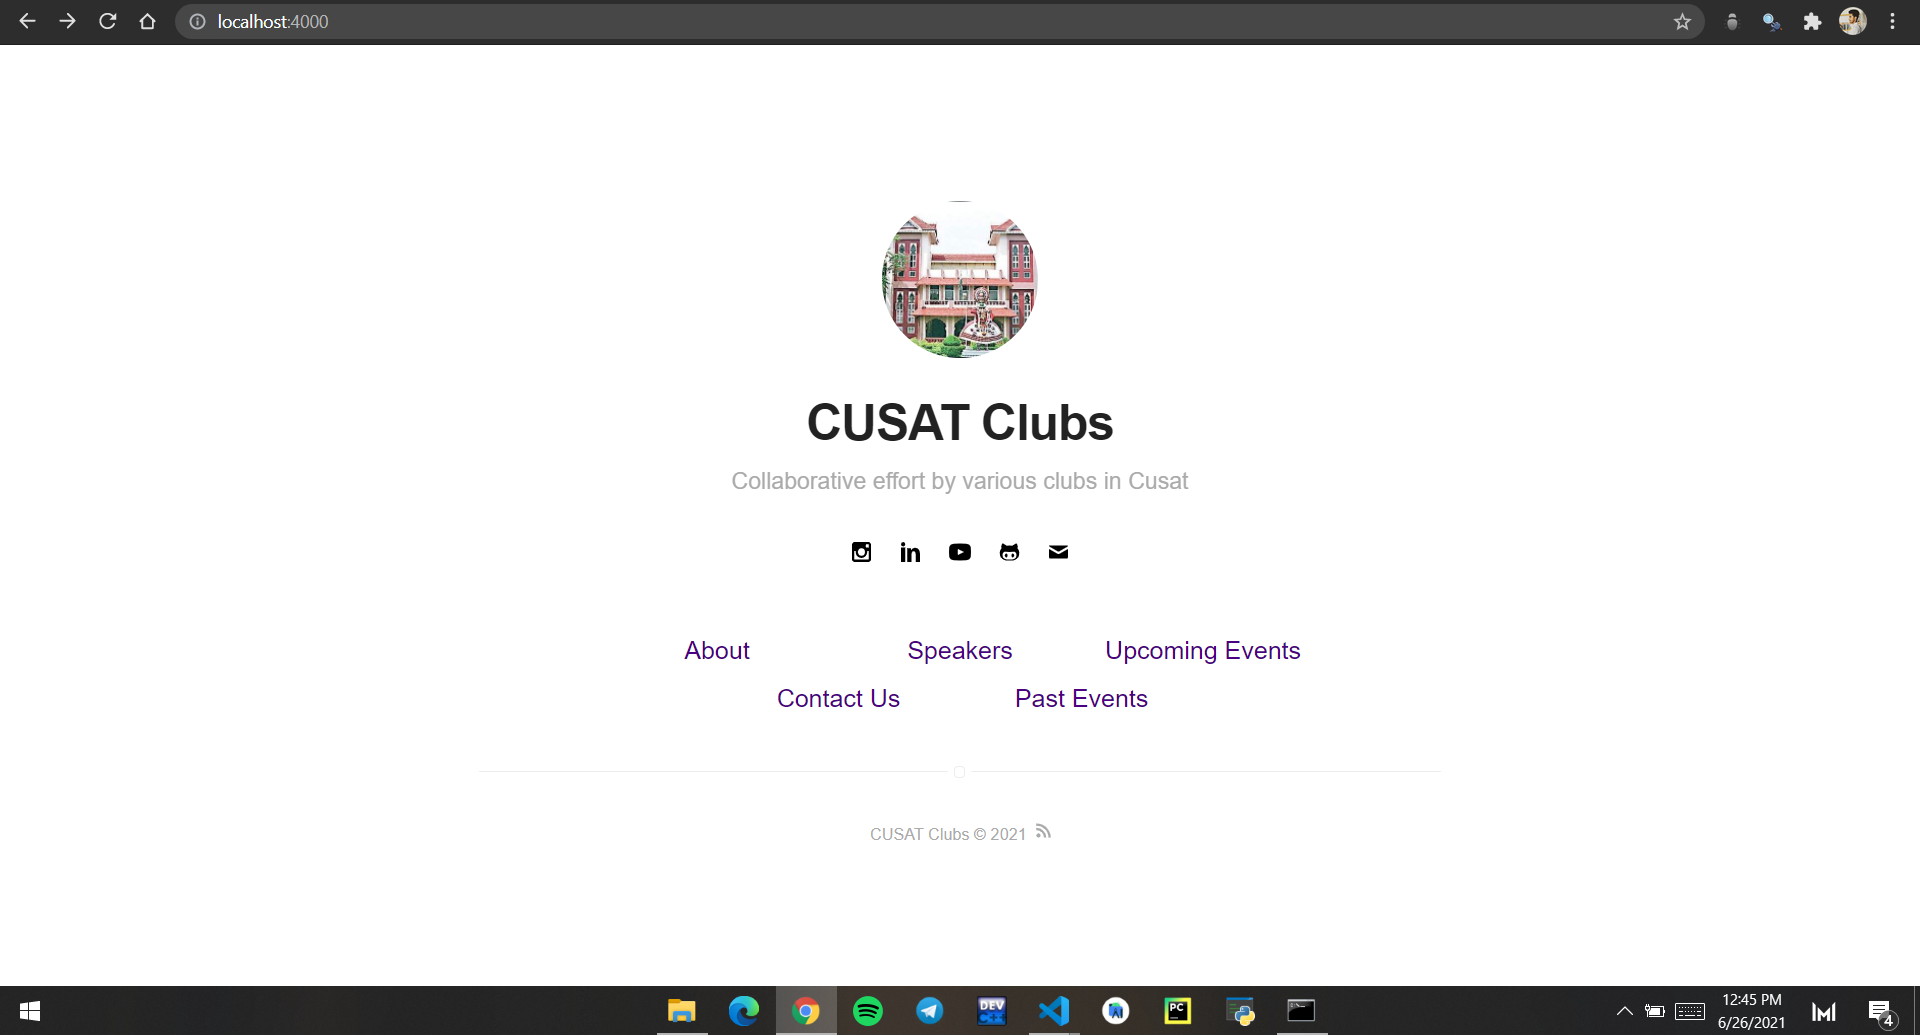 localhost:4000
CUSAT Clubs
Collaborative effort by various clubs in Cusat
About Speakers Upcoming Events
Contact Us Past Events
CUSAT Clubs © 2021
DEV
C++
PC
12:45 PM
6/26/2021
4